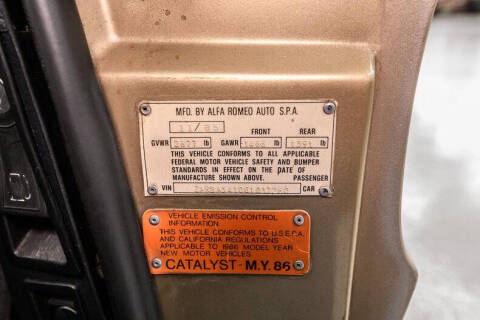 MFD. BY ALFA ROMEO AUTO S.P.A.
11/85 FRONT REAR
GVWR lb GAWR lb lb
THIS VEHICLE CONFORMS TO ALL APPLICABLE
FEDERAL MOTOR VEHICLE SAFETY AND BUMPER
STANDARDS IN EFFECT ON THE DATE OF
MANUFACTURE SHOWN ABOVE. PASSENGER
VIN CAR
VEHICLE EMISSION CONTROL
INFORMATION
THIS VEHICLE CONFORMS TO U.S.E.P.A.
AND CALIFORNIA REGULATIONS
APPLICABLE TO 1986 MODEL YEAR
NEW MOTOR VEHICLES
CATALYST - M.Y. 86